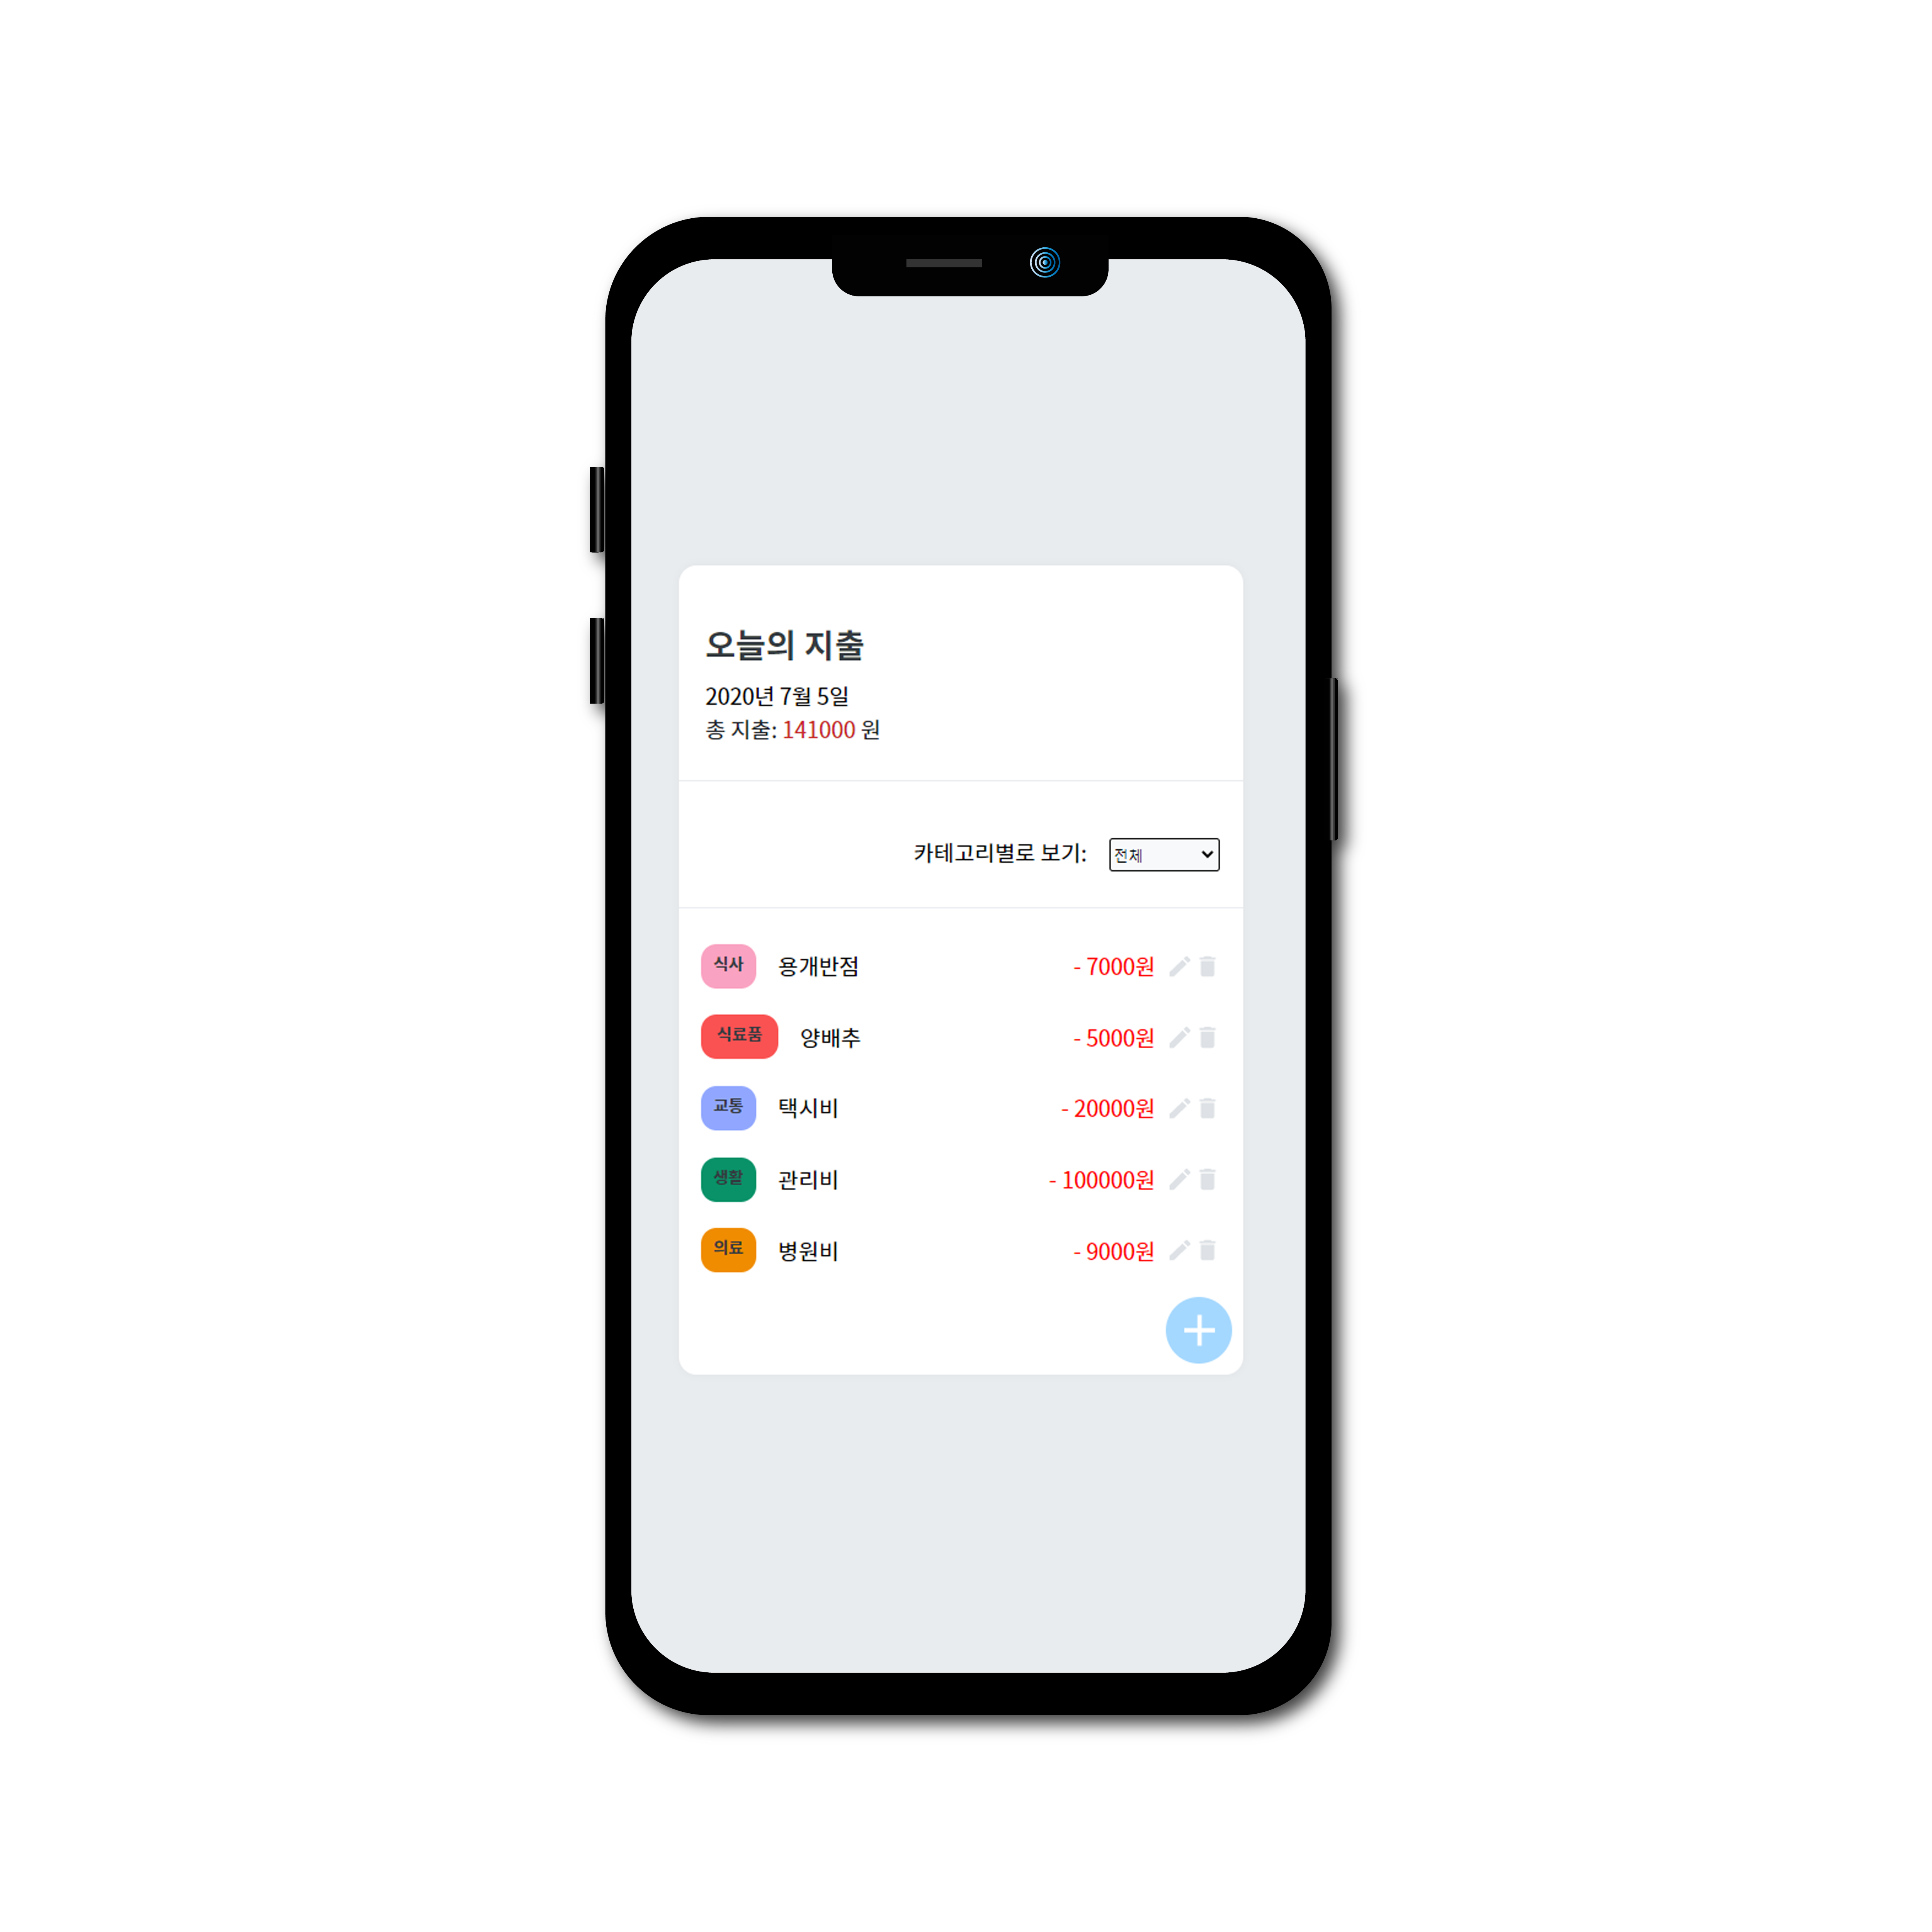 오늘의 지출
2020년 7월 5일
총 지출: 141000 원
카테고리별로 보기: 전체
식사 용개반점 - 7000원
식료품 양배추 - 5000원
교통 택시비 - 20000원
생활 관리비 - 100000원
의료 병원비 - 9000원